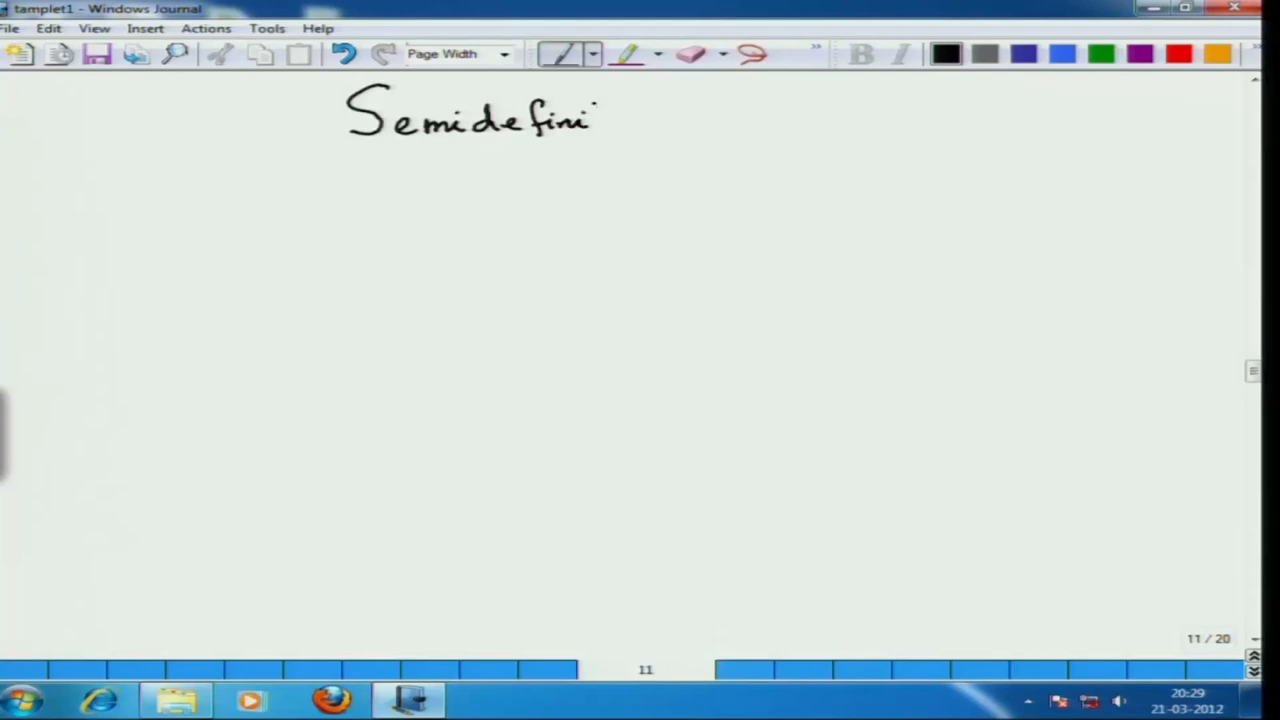 tamplet1 - Windows Journal
File Edit View Insert Actions Tools Help
Page Width
B I
Semidefini
11 / 20
11
20:29
21-03-2012